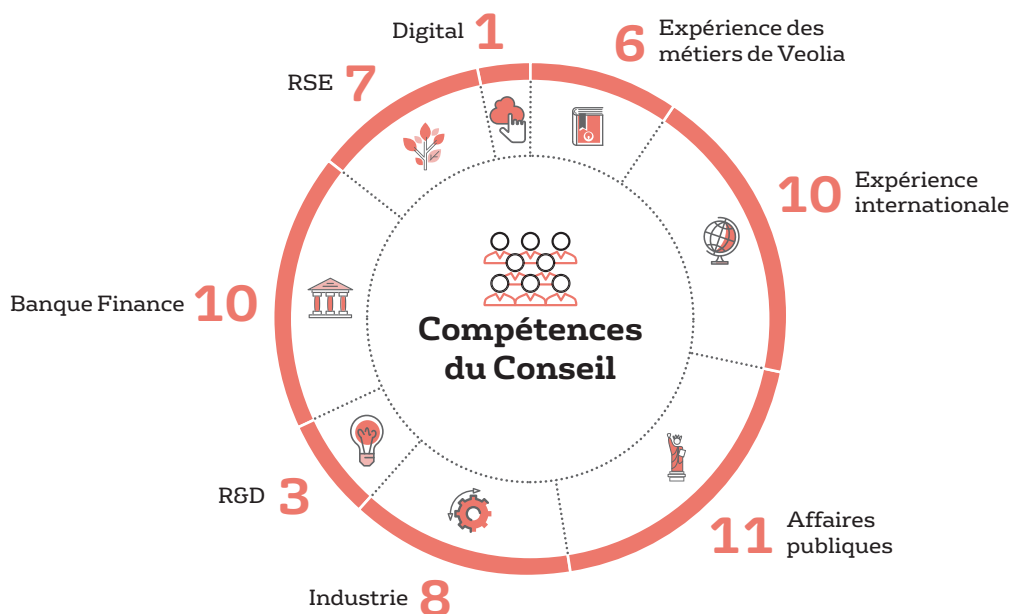 Digital 1
6 Expérience des
métiers de Veolia
RSE 7
10 Expérience
internationale
Banque Finance 10
Compétences
du Conseil
R&D 3
11 Affaires
publiques
Industrie 8